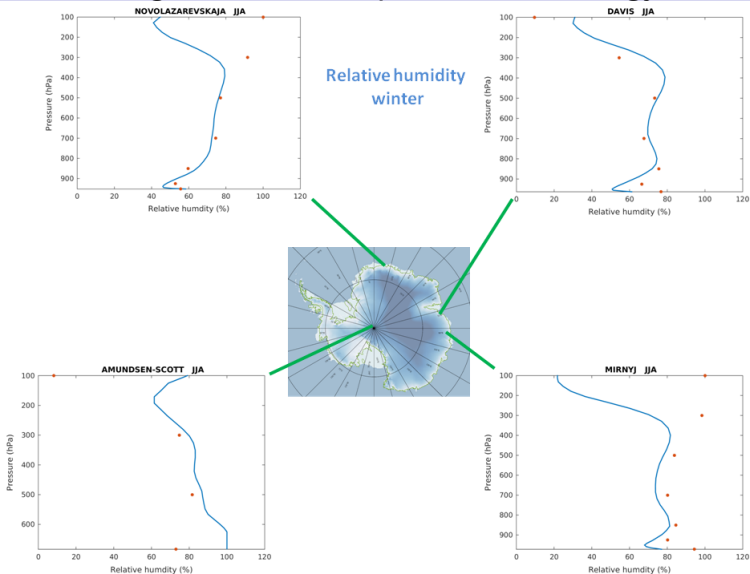 NOVOLAZAREVSKAJA JJA
100
200
300
400
500
600
700
800
900
Pressure (hPa)
0 20 40 60 80 100 120
Relative humdity (%)
Relative humidity
winter
DAVIS JJA
100
200
300
400
500
600
700
800
900
Pressure (hPa)
0 20 40 60 80 100 120
Relative humdity (%)
AMUNDSEN-SCOTT JJA
100
200
300
400
500
600
Pressure (hPa)
0 20 40 60 80 100 120
Relative humdity (%)
MIRNYJ JJA
100
200
300
400
500
600
700
800
900
Pressure (hPa)
0 20 40 60 80 100 120
Relative humdity (%)